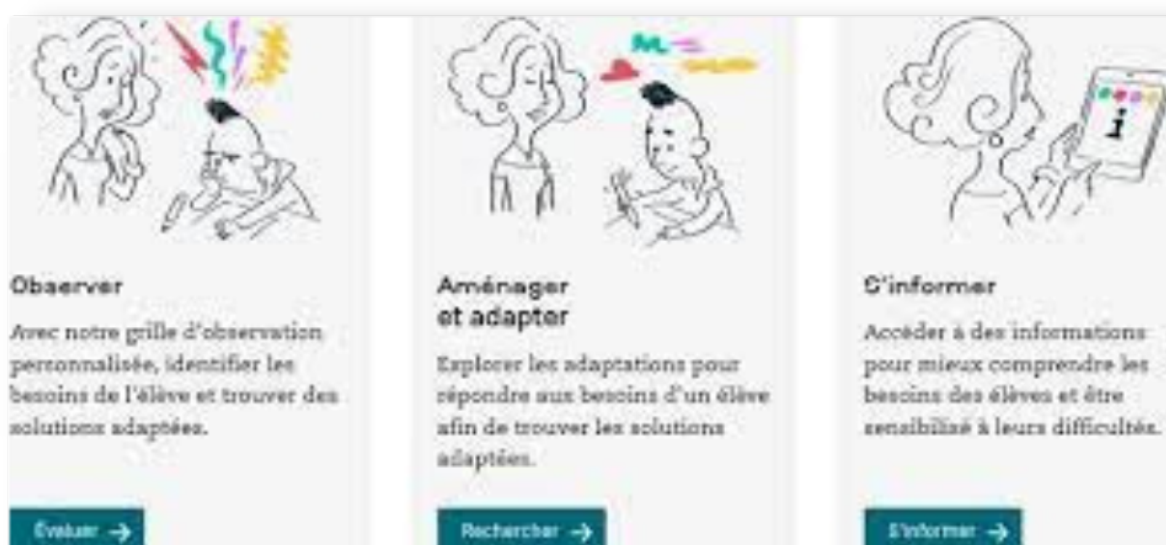 Observer
Avec notre grille d'observation
personnalisée, identifier les
besoins de l'élève et trouver des
solutions adaptées.
Évaluer →
Aménager
et adapter
Explorer les adaptations pour
répondre aux besoins d'un élève
afin de trouver les solutions
adaptées.
Rechercher →
i
S'informer
Accéder à des informations
pour mieux comprendre les
besoins des élèves et être
sensibilisé à leurs difficultés.
S'informer →